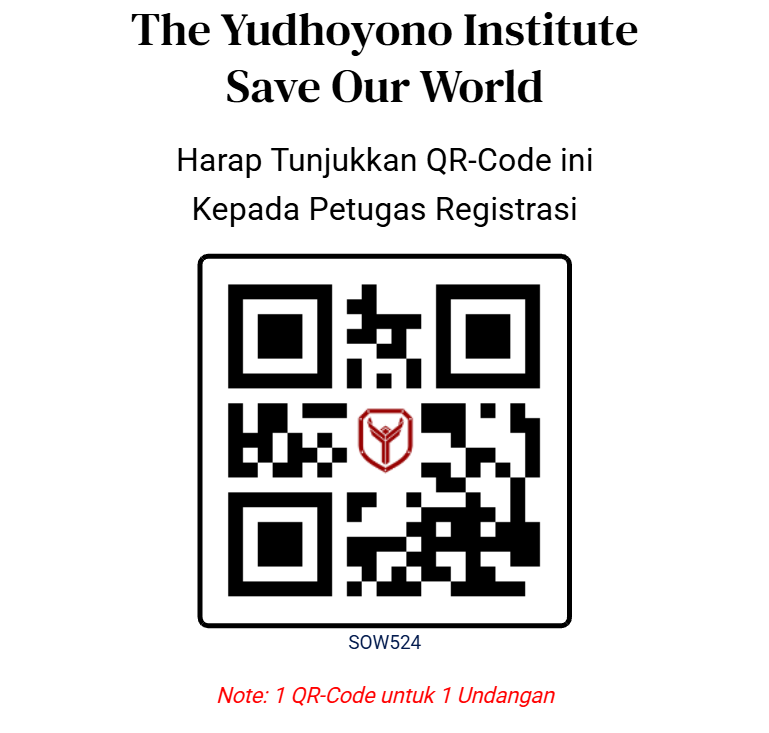 The Yudhoyono Institute
Save Our World
Harap Tunjukkan QR-Code ini
Kepada Petugas Registrasi
SOW524
Note: 1 QR-Code untuk 1 Undangan